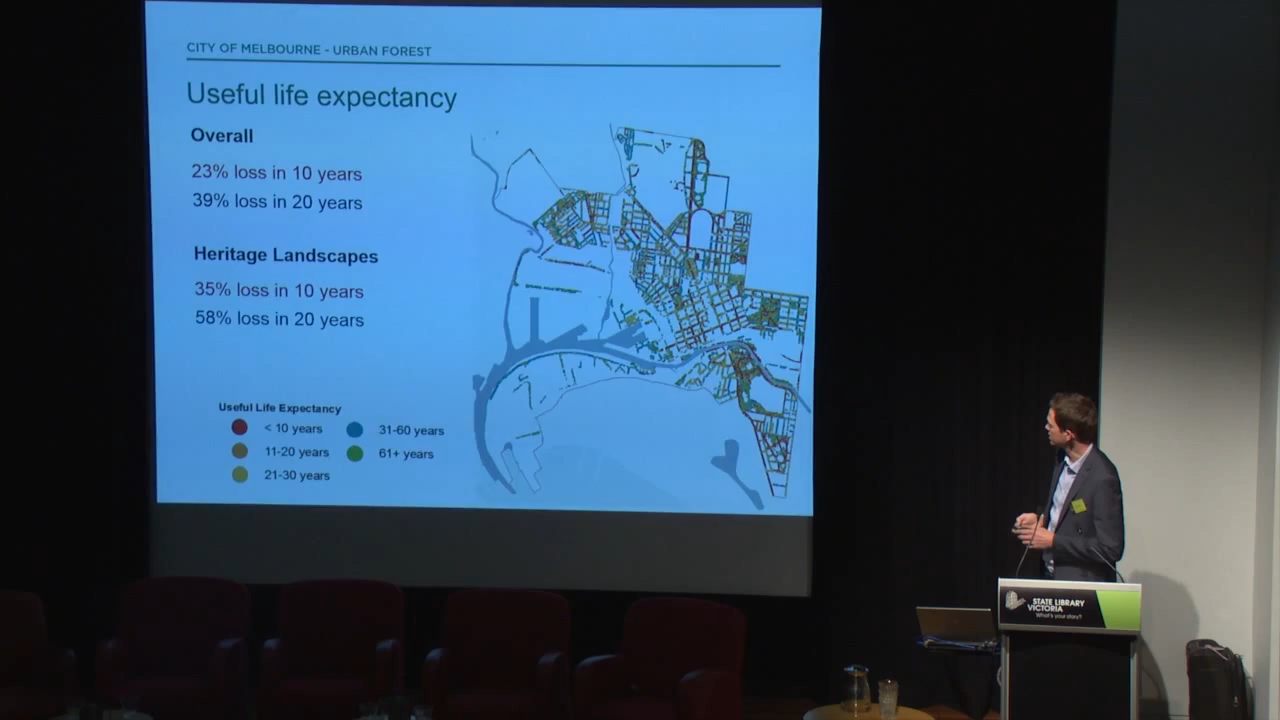 CITY OF MELBOURNE - URBAN FOREST
Useful life expectancy
Overall
23% loss in 10 years
39% loss in 20 years
Heritage Landscapes
35% loss in 10 years
58% loss in 20 years
Useful Life Expectancy
< 10 years
31-60 years
11-20 years
61+ years
21-30 years
STATE LIBRARY
VICTORIA
What's your story?